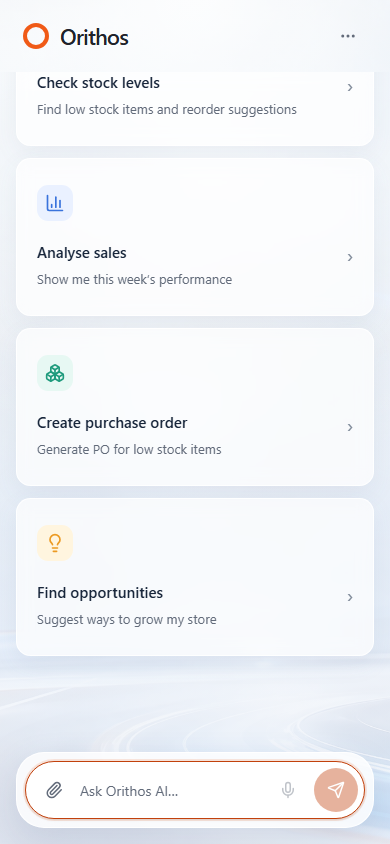 Orithos
Check stock levels
Find low stock items and reorder suggestions
Analyse sales
Show me this week's performance
Create purchase order
Generate PO for low stock items
Find opportunities
Suggest ways to grow my store
Ask Orithos AI...